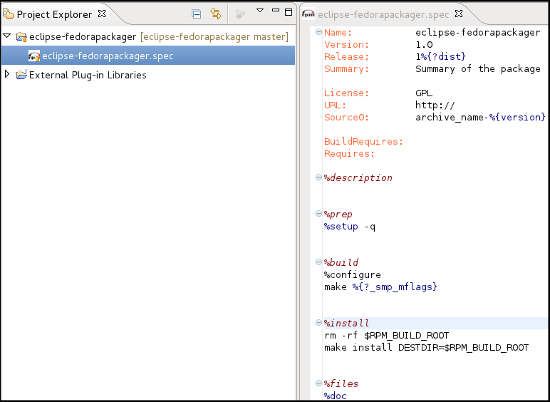 Project Explorer
eclipse-fedorapackager [eclipse-fedorapackager master]
eclipse-fedorapackager.spec
External Plug-in Libraries
rpm eclipse-fedorapackager.spec
Name: eclipse-fedorapackager
Version: 1.0
Release: 1%{?dist}
Summary: Summary of the package
License: GPL
URL: http://
Source0: archive_name-%{version}
BuildRequires:
Requires:
%description
%prep
%setup -q
%build
%configure
make %{?_smp_mflags}
%install
rm -rf $RPM_BUILD_ROOT
make install DESTDIR=$RPM_BUILD_ROOT
%files
%doc